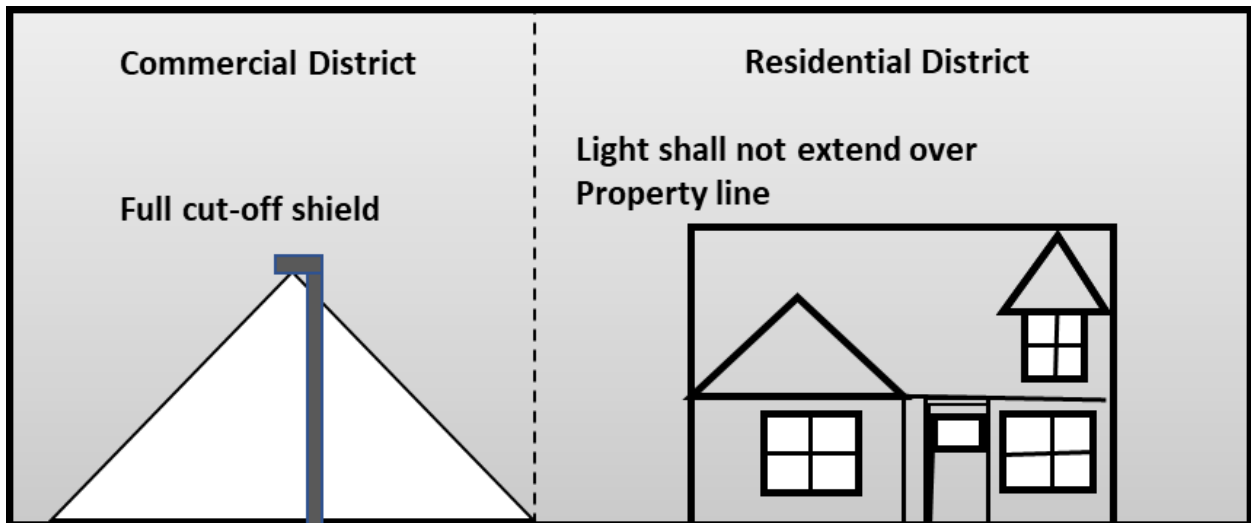 Commercial District
Full cut-off shield
Residential District
Light shall not extend over
Property line